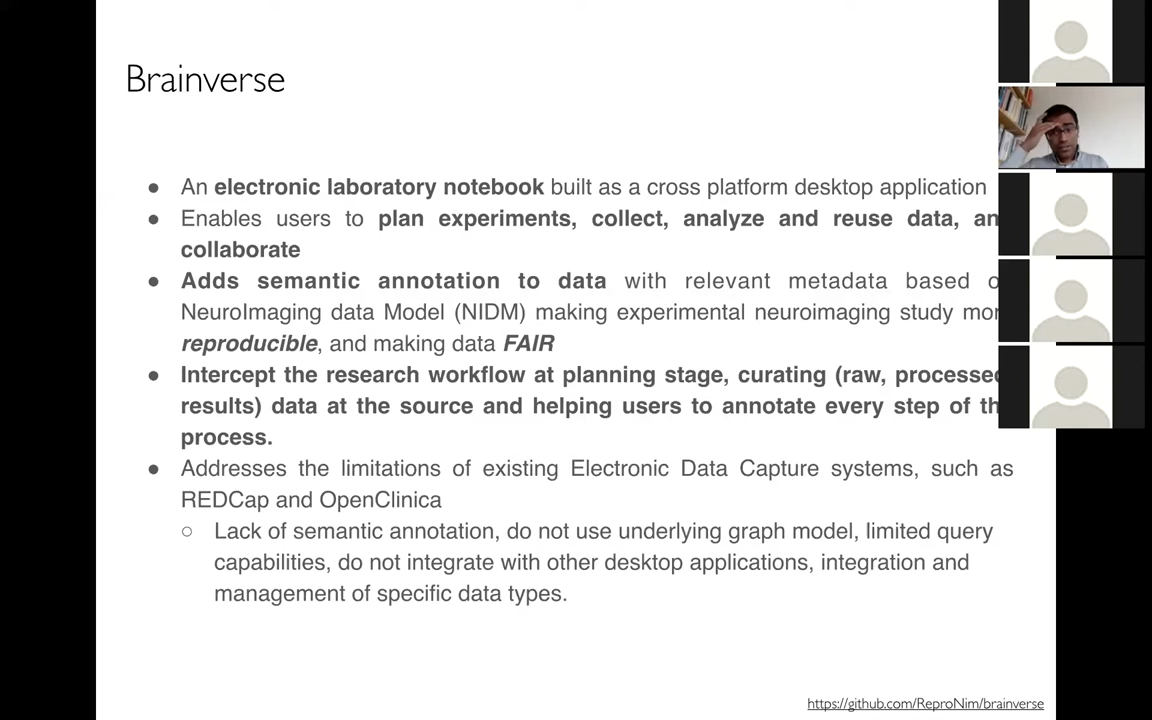 Brainverse
● An electronic laboratory notebook built as a cross platform desktop application
● Enables users to plan experiments, collect, analyze and reuse data, an
collaborate
● Adds semantic annotation to data with relevant metadata based o
NeuroImaging data Model (NIDM) making experimental neuroimaging study mor
reproducible, and making data FAIR
● Intercept the research workflow at planning stage, curating (raw, processed
results) data at the source and helping users to annotate every step of th
process.
● Addresses the limitations of existing Electronic Data Capture systems, such as
REDCap and OpenClinica
○ Lack of semantic annotation, do not use underlying graph model, limited query
capabilities, do not integrate with other desktop applications, integration and
management of specific data types.
https://github.com/ReproNim/brainverse